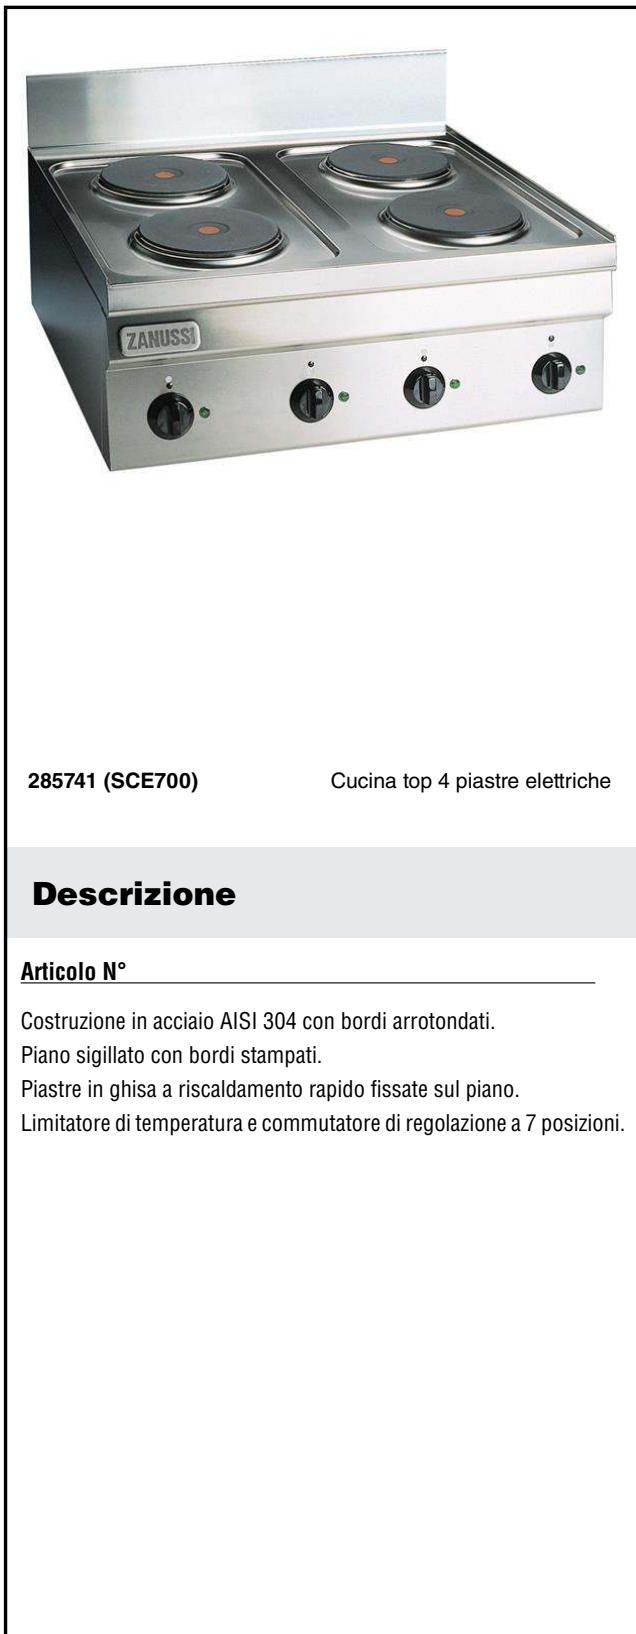 ZANUSSI
285741 (SCE700) Cucina top 4 piastre elettriche
Descrizione
Articolo N°
Costruzione in acciaio AISI 304 con bordi arrotondati.
Piano sigillato con bordi stampati.
Piastre in ghisa a riscaldamento rapido fissate sul piano.
Limitatore di temperatura e commutatore di regolazione a 7 posizioni.